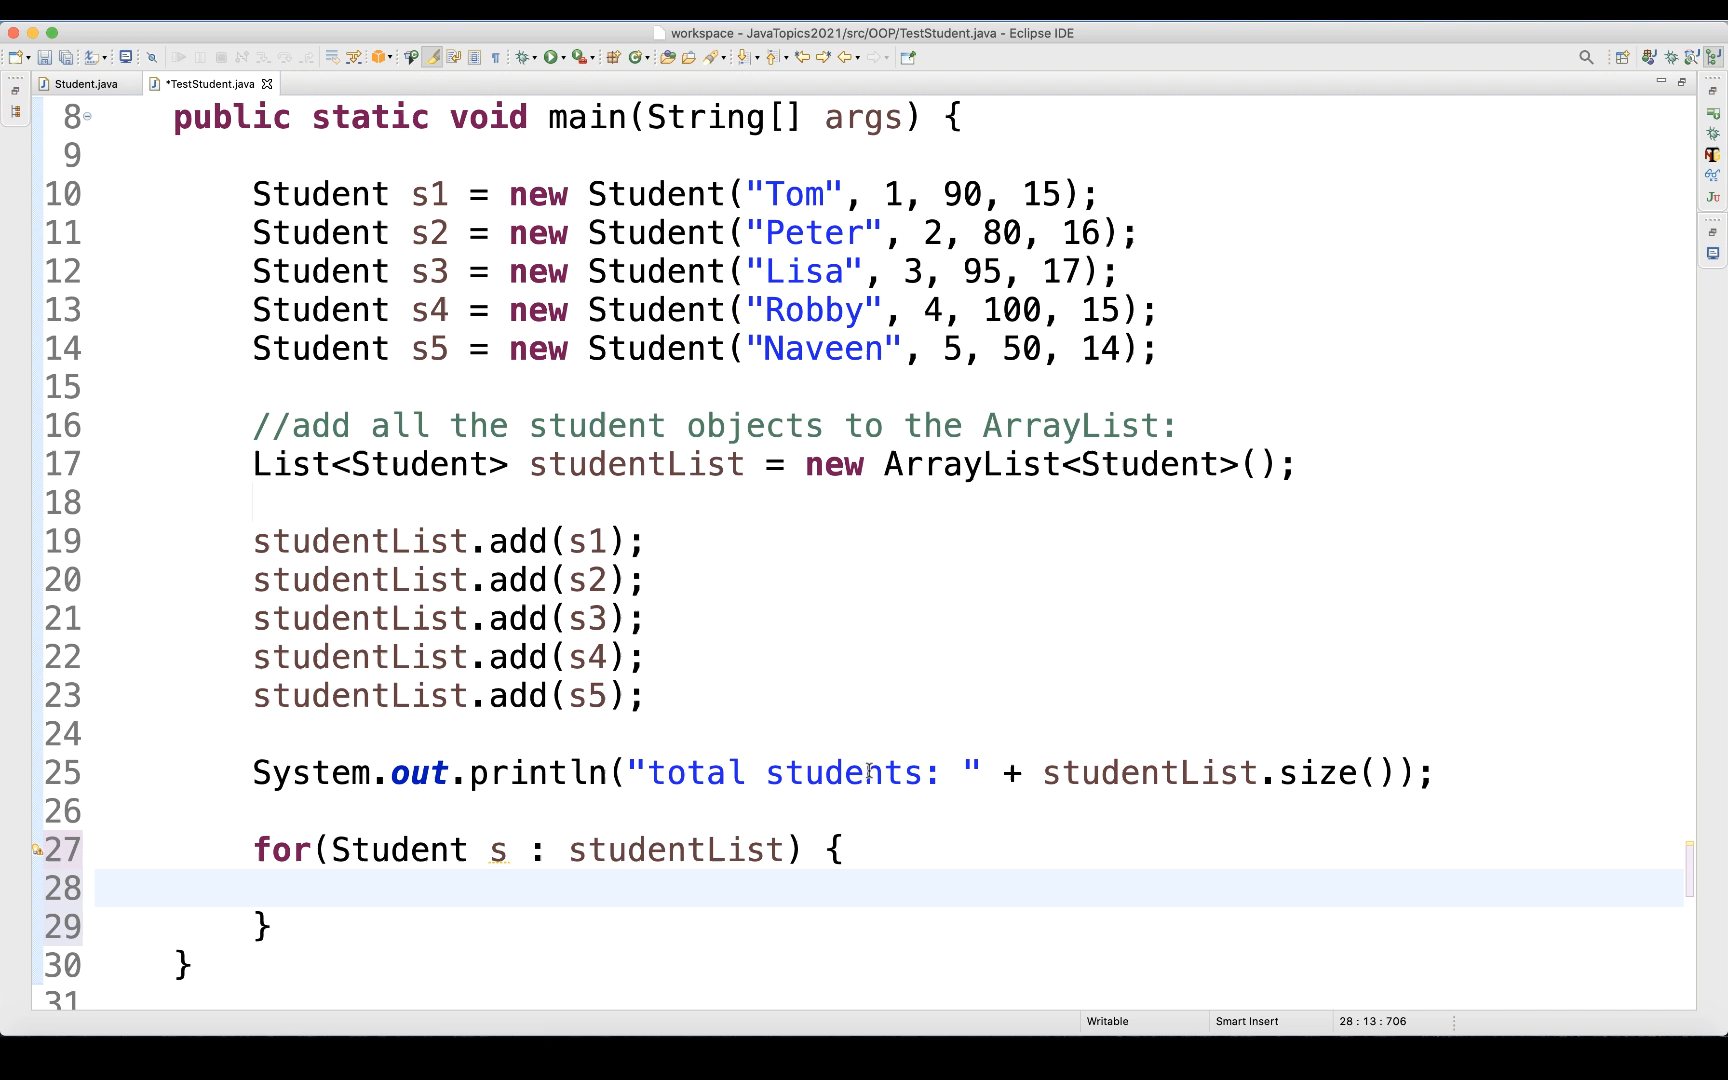 workspace - JavaTopics2021/src/OOP/TestStudent.java - Eclipse IDE
Student.java
*TestStudent.java
8 public static void main(String[] args) {
9
10 Student s1 = new Student("Tom", 1, 90, 15);
11 Student s2 = new Student("Peter", 2, 80, 16);
12 Student s3 = new Student("Lisa", 3, 95, 17);
13 Student s4 = new Student("Robby", 4, 100, 15);
14 Student s5 = new Student("Naveen", 5, 50, 14);
15
16 //add all the student objects to the ArrayList:
17 List<Student> studentList = new ArrayList<Student>();
18
19 studentList.add(s1);
20 studentList.add(s2);
21 studentList.add(s3);
22 studentList.add(s4);
23 studentList.add(s5);
24
25 System.out.println("total students: " + studentList.size());
26
27 for(Student s : studentList) {
28
29 }
30 }
31
Writable Smart Insert 28 : 13 : 706